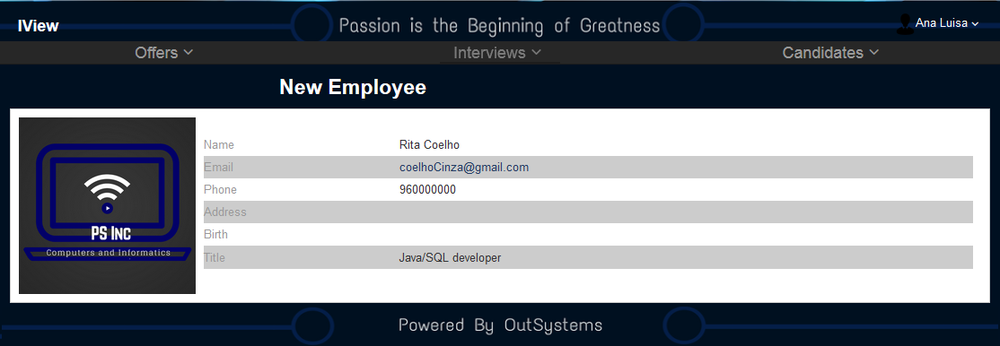 IView
Passion is the Beginning of Greatness
Ana Luisa
Offers Interviews Candidates
New Employee
Name Rita Coelho
Email coelhoCinza@gmail.com
Phone 960000000
Address
Birth
Title Java/SQL developer
PS Inc
Computers and Informatics
Powered By OutSystems